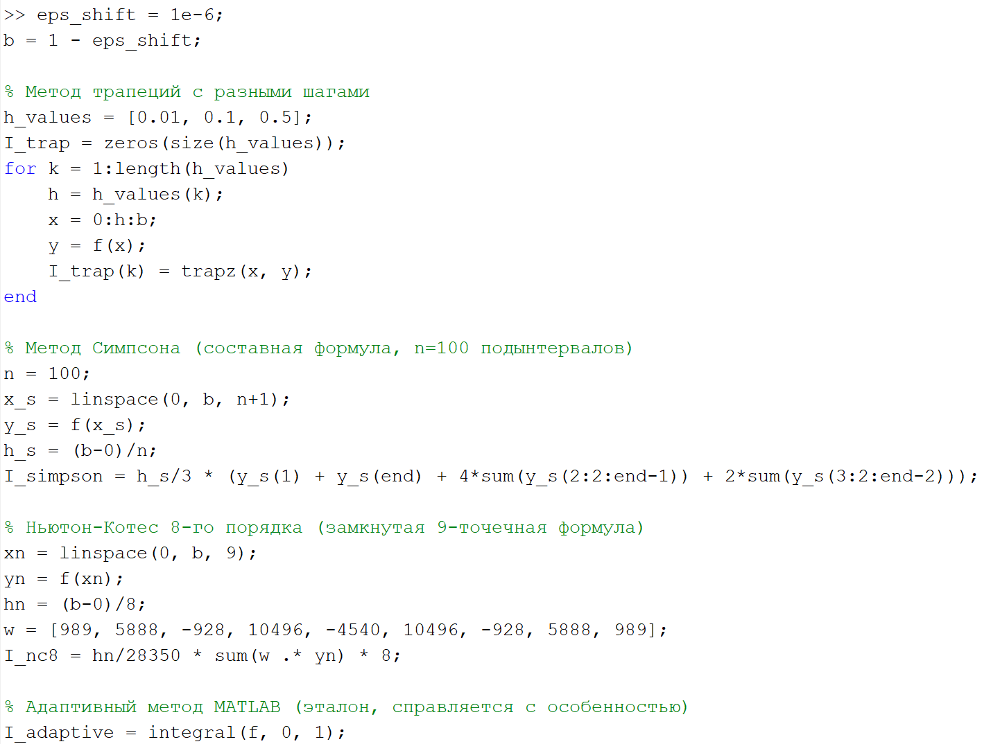 >> eps_shift = 1e-6;
b = 1 - eps_shift;
% Метод трапеций с разными шагами
h_values = [0.01, 0.1, 0.5];
I_trap = zeros(size(h_values));
for k = 1:length(h_values)
    h = h_values(k);
    x = 0:h:b;
    y = f(x);
    I_trap(k) = trapz(x, y);
end
% Метод Симпсона (составная формула, n=100 подынтервалов)
n = 100;
x_s = linspace(0, b, n+1);
y_s = f(x_s);
h_s = (b-0)/n;
I_simpson = h_s/3 * (y_s(1) + y_s(end) + 4*sum(y_s(2:2:end-1)) + 2*sum(y_s(3:2:end-2)));
% Ньютон-Котес 8-го порядка (замкнутая 9-точечная формула)
xn = linspace(0, b, 9);
yn = f(xn);
hn = (b-0)/8;
w = [989, 5888, -928, 10496, -4540, 10496, -928, 5888, 989];
I_nc8 = hn/28350 * sum(w .* yn) * 8;
% Адаптивный метод MATLAB (эталон, справляется с особенностью)
I_adaptive = integral(f, 0, 1);